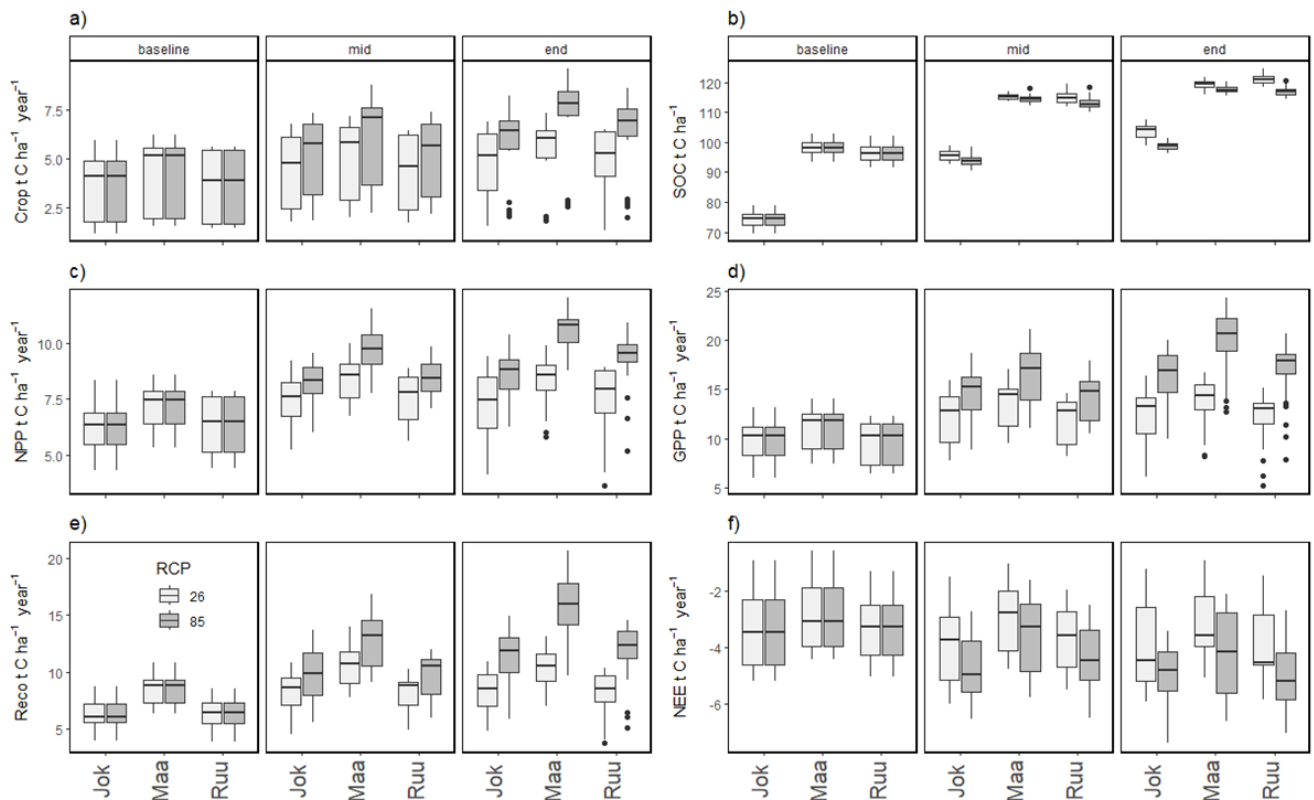 a)
baseline mid end
Crop t C ha⁻¹ year⁻¹
7.5
5.0
2.5
b)
baseline mid end
SOC t C ha⁻¹
120
110
100
90
80
70
c)
NPP t C ha⁻¹ year⁻¹
10.0
7.5
5.0
d)
GPP t C ha⁻¹ year⁻¹
25
20
15
10
5
e)
Reco t C ha⁻¹ year⁻¹
20
15
10
5
RCP
26
85
Jok Maa Ruu Jok Maa Ruu Jok Maa Ruu
f)
NEE t C ha⁻¹ year⁻¹
-2
-4
-6
Jok Maa Ruu Jok Maa Ruu Jok Maa Ruu